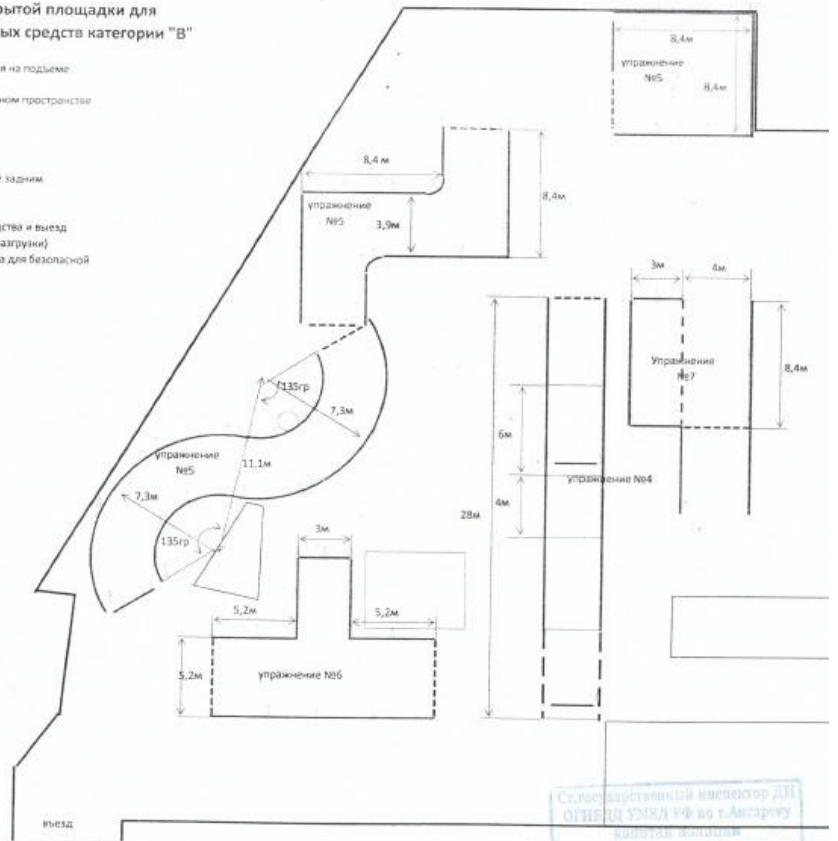 рытой площадки для
ых средств категории "В"
я на подъеме
ном пространстве
задним
ства и выезд
азгрузки)
а для безопасной
8,4м
упражнение
№5
8,4м
8,4 м
упражнение
№5
3,9м
8,4м
3м
4м
Упражнение
№7
8,4м
135гр
7,3м
упражнение
№5
11,1м
7,3м
135гр
6м
упражнение №4
4м
28м
3м
5,2м
5,2м
5,2м
упражнение №6
въезд
Ст.государственный инспектор ДН
ОГИБДД УМВД РФ по г.Ангарску
капитан полиции